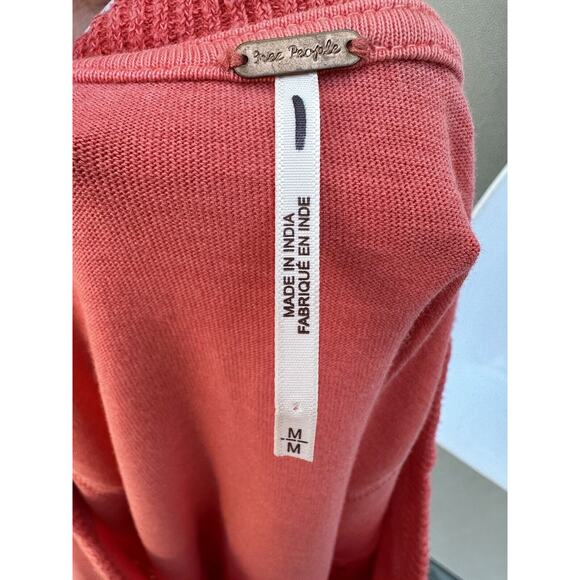 Free People
MADE IN INDIA
FABRIQUÉ EN INDE
M
M